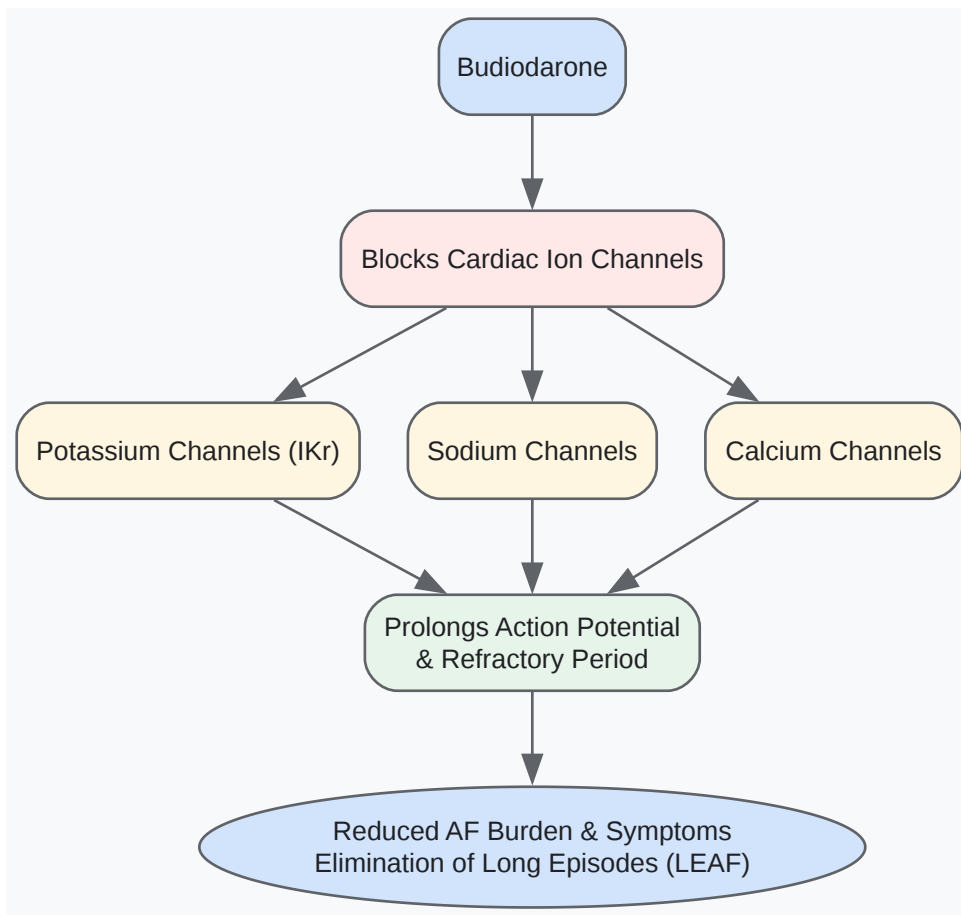 Budiodarone
Blocks Cardiac Ion Channels
Potassium Channels (IKr)
Sodium Channels
Calcium Channels
Prolongs Action Potential
& Refractory Period
Reduced AF Burden & Symptoms
Elimination of Long Episodes (LEAF)